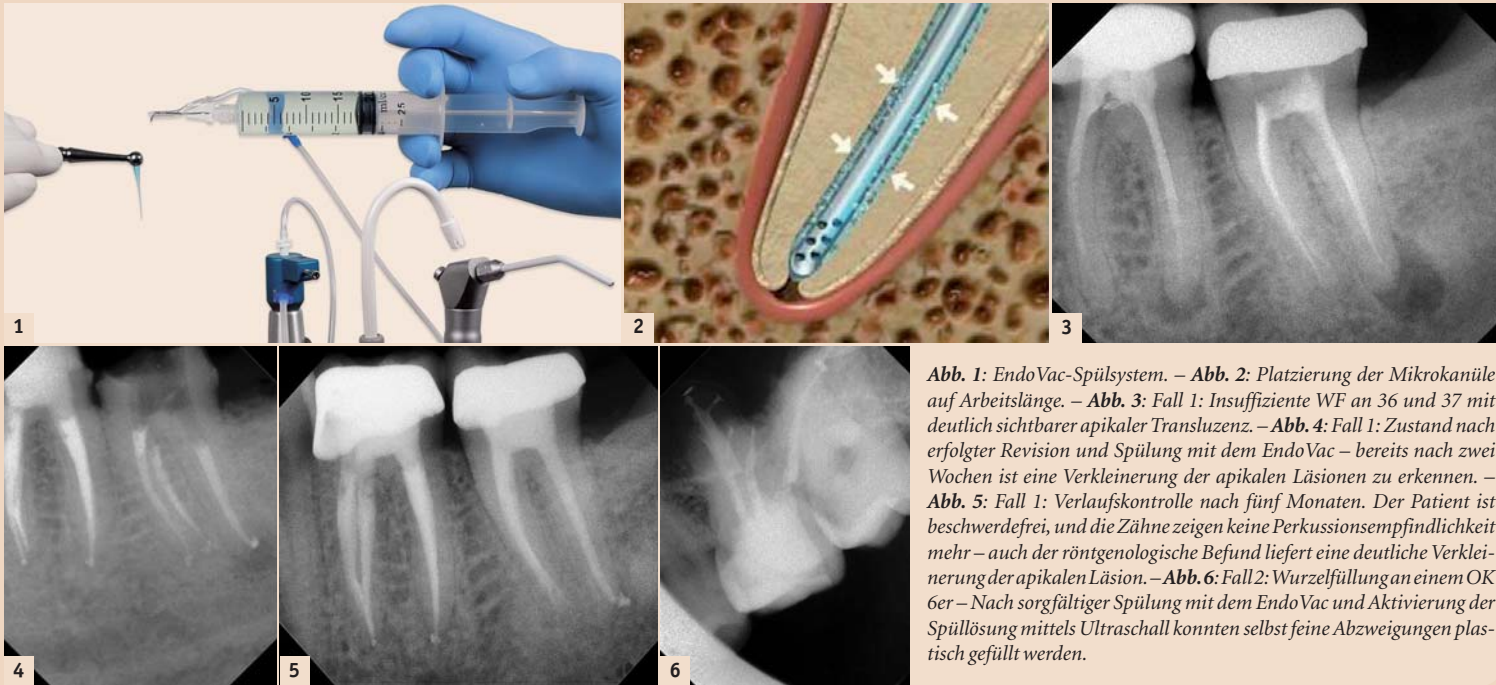 5
10
15
25
1
2
3
4
5
6
Abb. 1: EndoVac-Spülsystem. – Abb. 2: Platzierung der Mikrokanüle
auf Arbeitslänge. – Abb. 3: Fall 1: Insuffiziente WF an 36 und 37 mit
deutlich sichtbarer apikaler Transluzenz. – Abb. 4: Fall 1: Zustand nach
erfolgter Revision und Spülung mit dem EndoVac – bereits nach zwei
Wochen ist eine Verkleinerung der apikalen Läsionen zu erkennen. –
Abb. 5: Fall 1: Verlaufskontrolle nach fünf Monaten. Der Patient ist
beschwerdefrei, und die Zähne zeigen keine Perkussionsempfindlichkeit
mehr – auch der röntgenologische Befund liefert eine deutliche Verklei-
nerung der apikalen Läsion. – Abb. 6: Fall 2: Wurzelfüllung an einem OK
6er – Nach sorgfältiger Spülung mit dem EndoVac und Aktivierung der
Spüllösung mittels Ultraschall konnten selbst feine Abzweigungen plas-
tisch gefüllt werden.